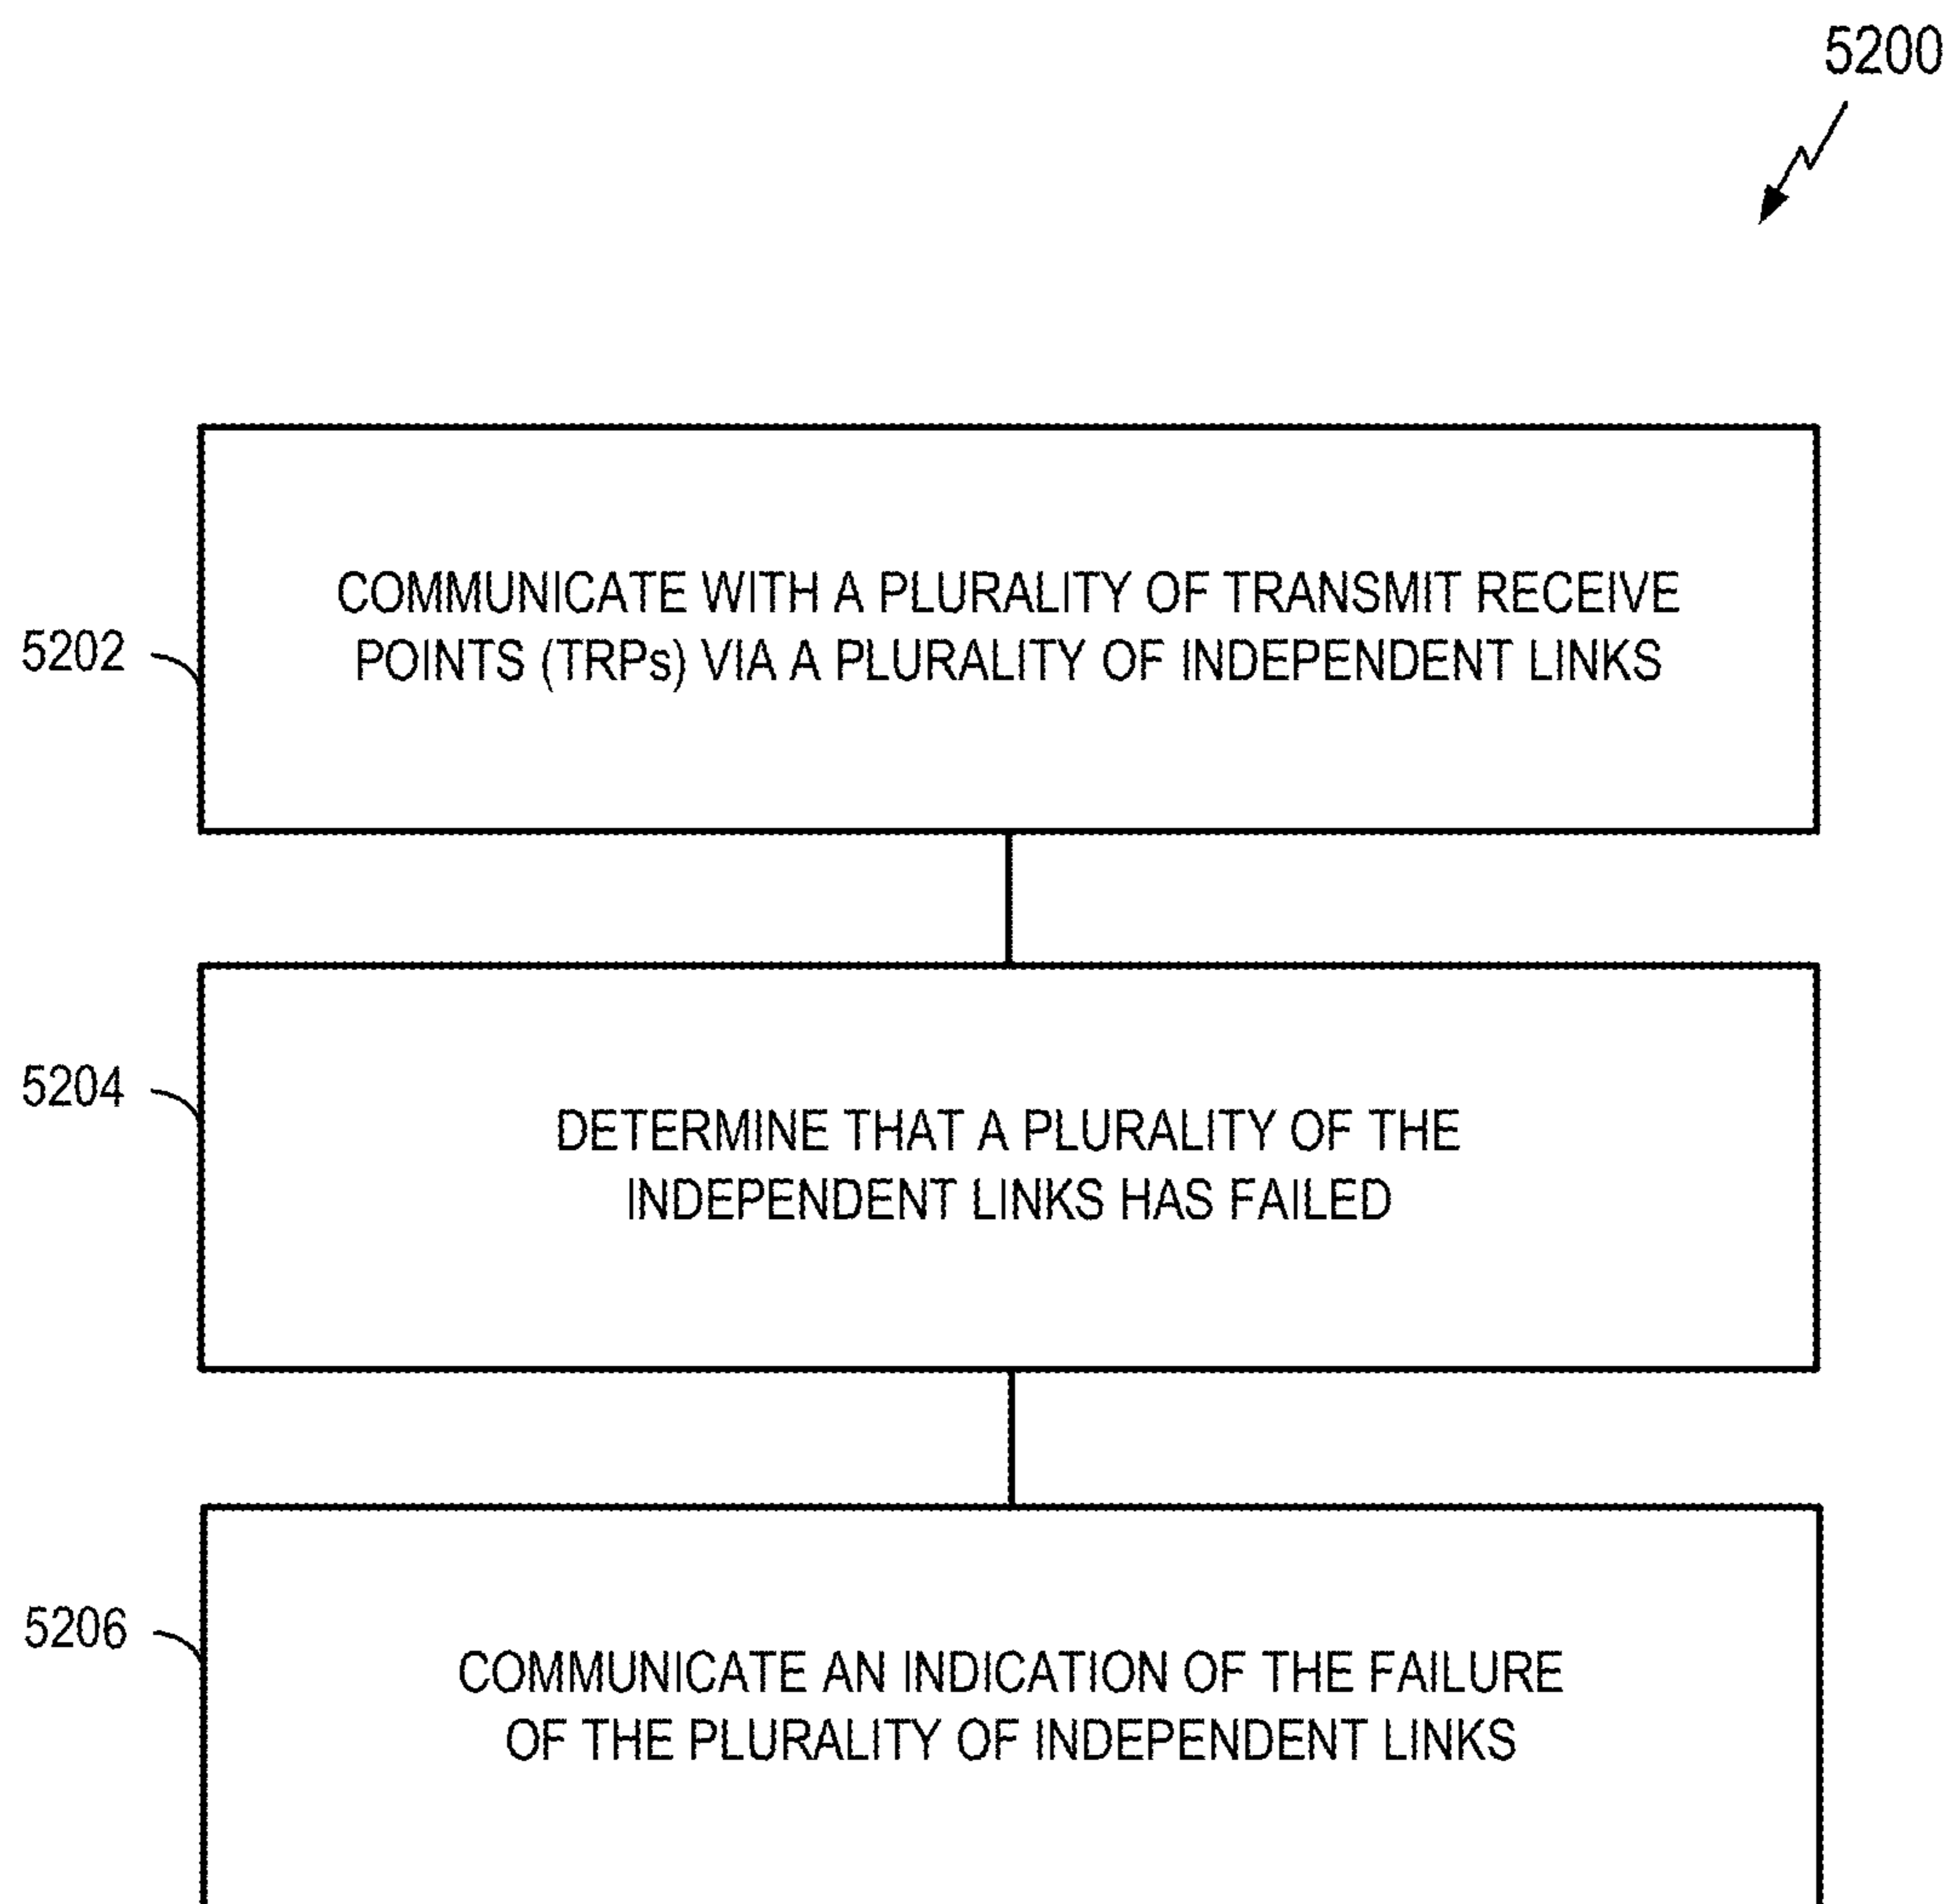 5200
COMMUNICATE WITH A PLURALITY OF TRANSMIT RECEIVE
POINTS (TRPs) VIA A PLURALITY OF INDEPENDENT LINKS
5202
5204
DETERMINE THAT A PLURALITY OF THE
INDEPENDENT LINKS HAS FAILED
5206
COMMUNICATE AN INDICATION OF THE FAILURE
OF THE PLURALITY OF INDEPENDENT LINKS